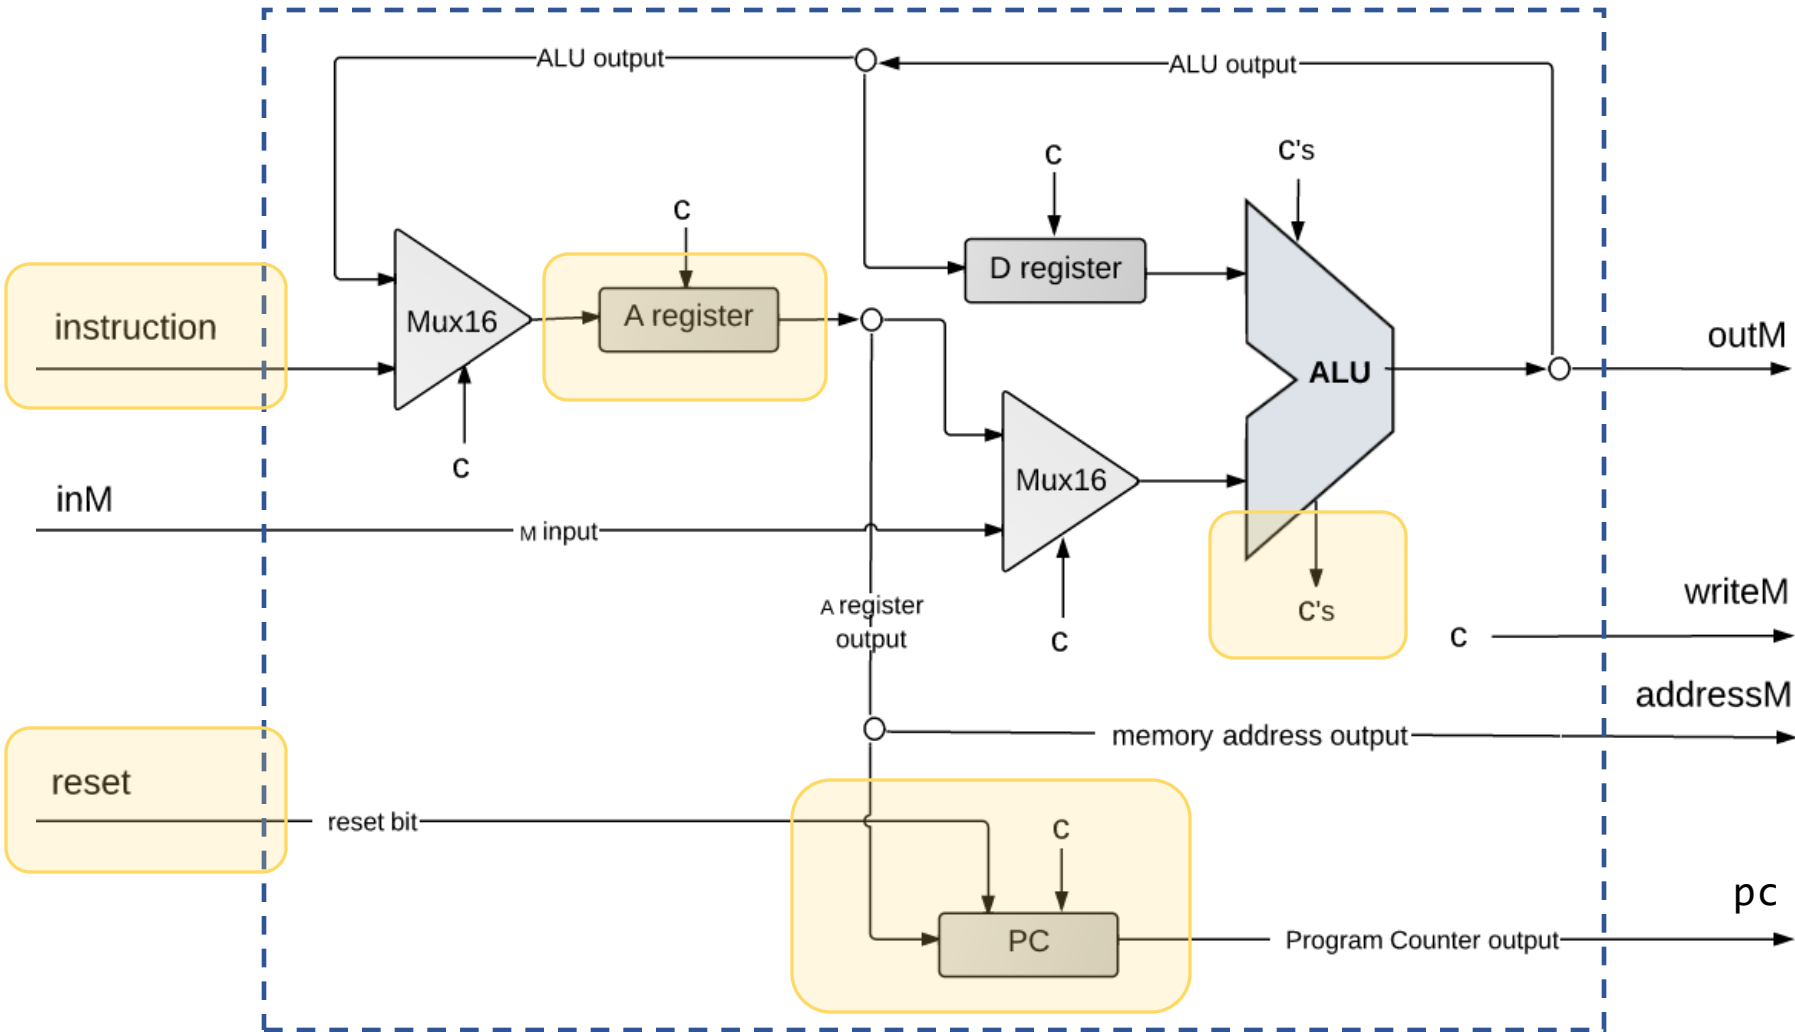 ALU output
ALU output
c
c's
c
instruction
Mux16
A register
D register
ALU
outM
c
inM
M input
Mux16
A register
output
c
c's
writeM
c
addressM
memory address output
reset
reset bit
c
PC
Program Counter output
pc